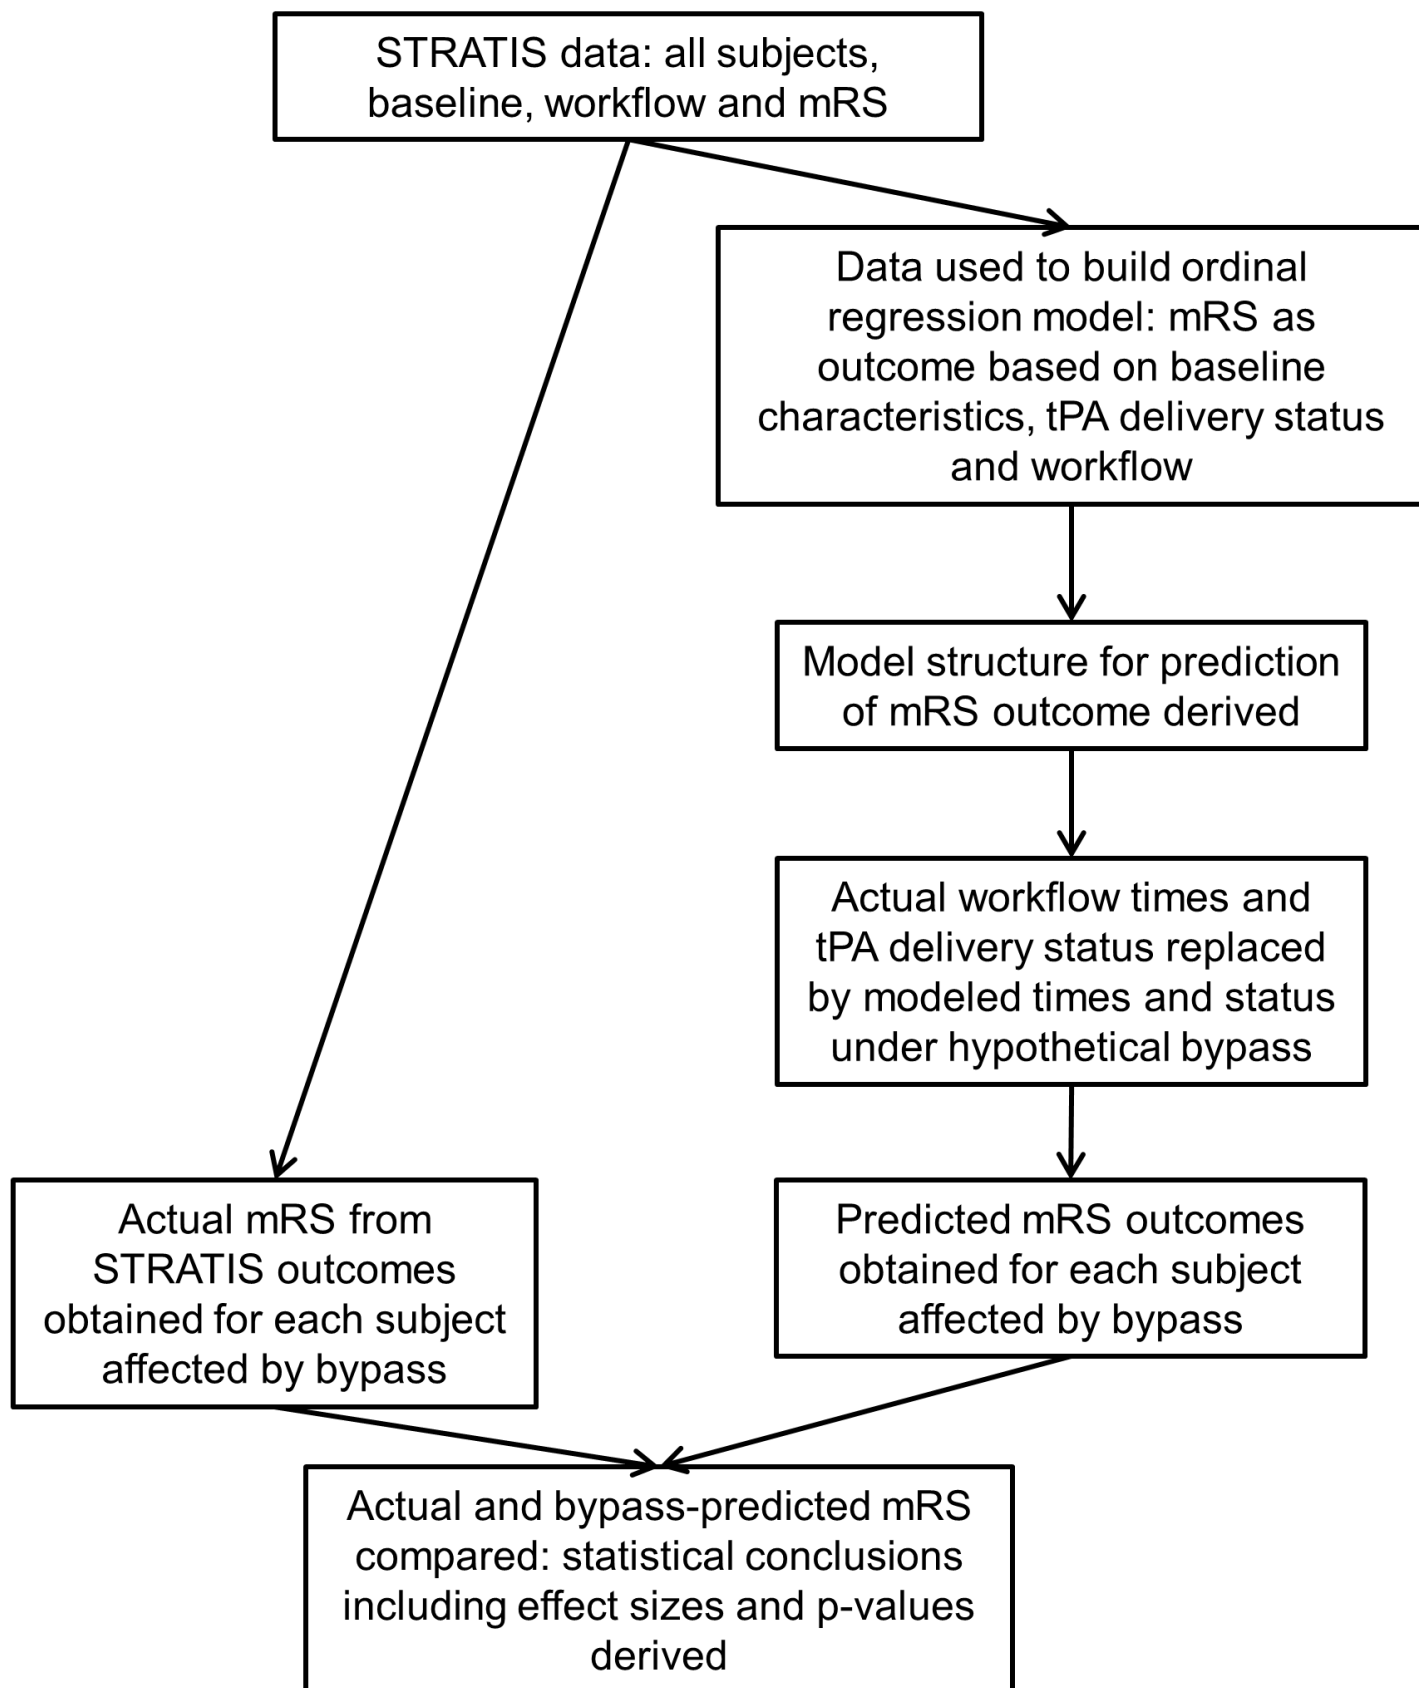 STRATIS data: all subjects,
baseline, workflow and mRS
Data used to build ordinal
regression model: mRS as
outcome based on baseline
characteristics, tPA delivery status
and workflow
Model structure for prediction
of mRS outcome derived
Actual workflow times and
tPA delivery status replaced
by modeled times and status
under hypothetical bypass
Actual mRS from
STRATIS outcomes
obtained for each subject
affected by bypass
Predicted mRS outcomes
obtained for each subject
affected by bypass
Actual and bypass-predicted mRS
compared: statistical conclusions
including effect sizes and p-values
derived